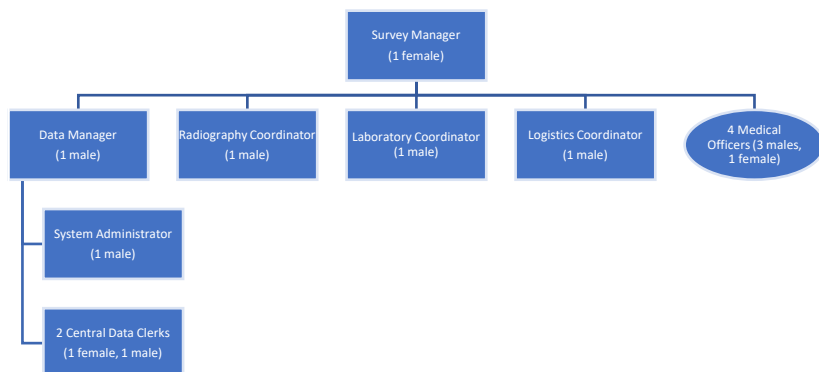 Survey Manager
(1 female)
Data Manager
(1 male)
Radiography Coordinator
(1 male)
Laboratory Coordinator
(1 male)
Logistics Coordinator
(1 male)
4 Medical
Officers (3 males,
1 female)
System Administrator
(1 male)
2 Central Data Clerks
(1 female, 1 male)